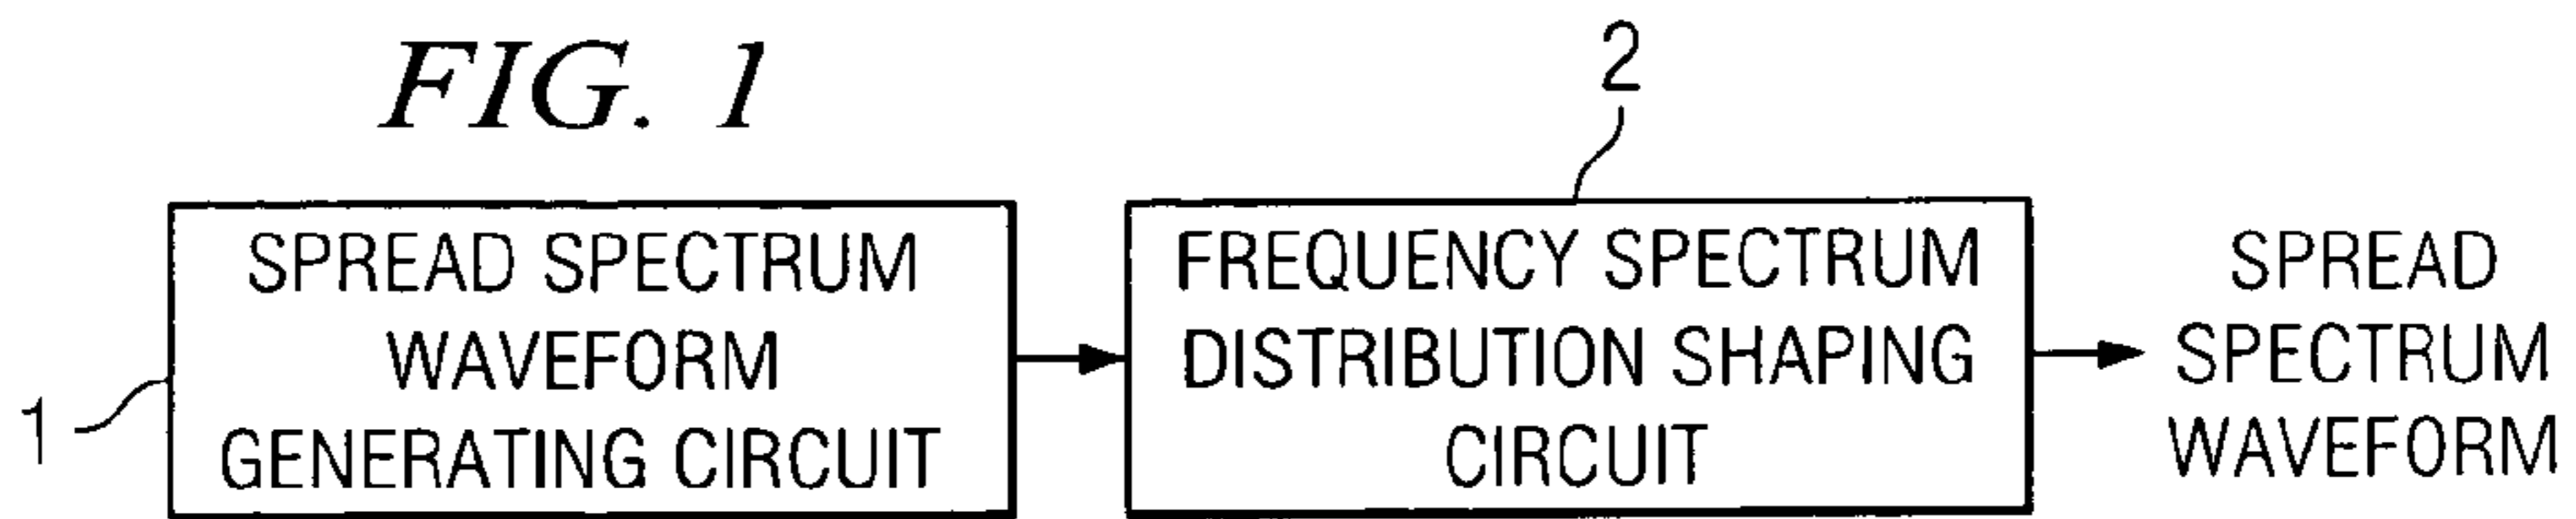 FIG. 1
2
1
SPREAD SPECTRUM
WAVEFORM
GENERATING CIRCUIT
FREQUENCY SPECTRUM
DISTRIBUTION SHAPING
CIRCUIT
SPREAD
SPECTRUM
WAVEFORM